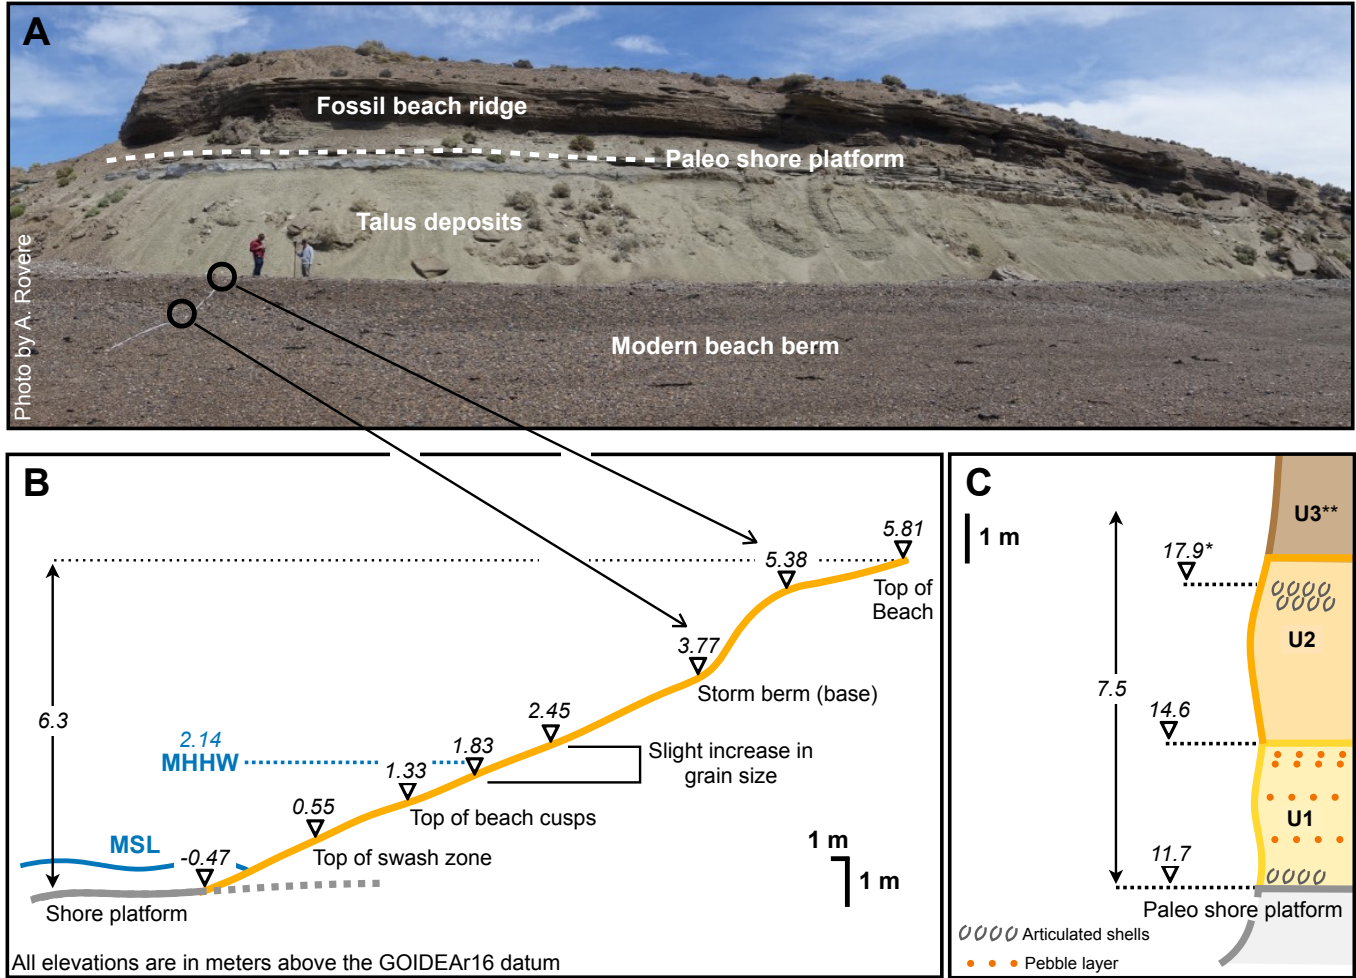 A
Fossil beach ridge
Paleo shore platform
Talus deposits
Modern beach berm
Photo by A. Rovere
B
5.81
5.38
Top of
Beach
3.77
Storm berm (base)
6.3
2.45
2.14
MHHW
1.83
Slight increase in
grain size
1.33
Top of beach cusps
0.55
Top of swash zone
MSL
-0.47
Shore platform
1 m
1 m
All elevations are in meters above the GOIDEAr16 datum
C
1 m
U3**
17.9*
U2
7.5
14.6
U1
11.7
Paleo shore platform
Articulated shells
Pebble layer